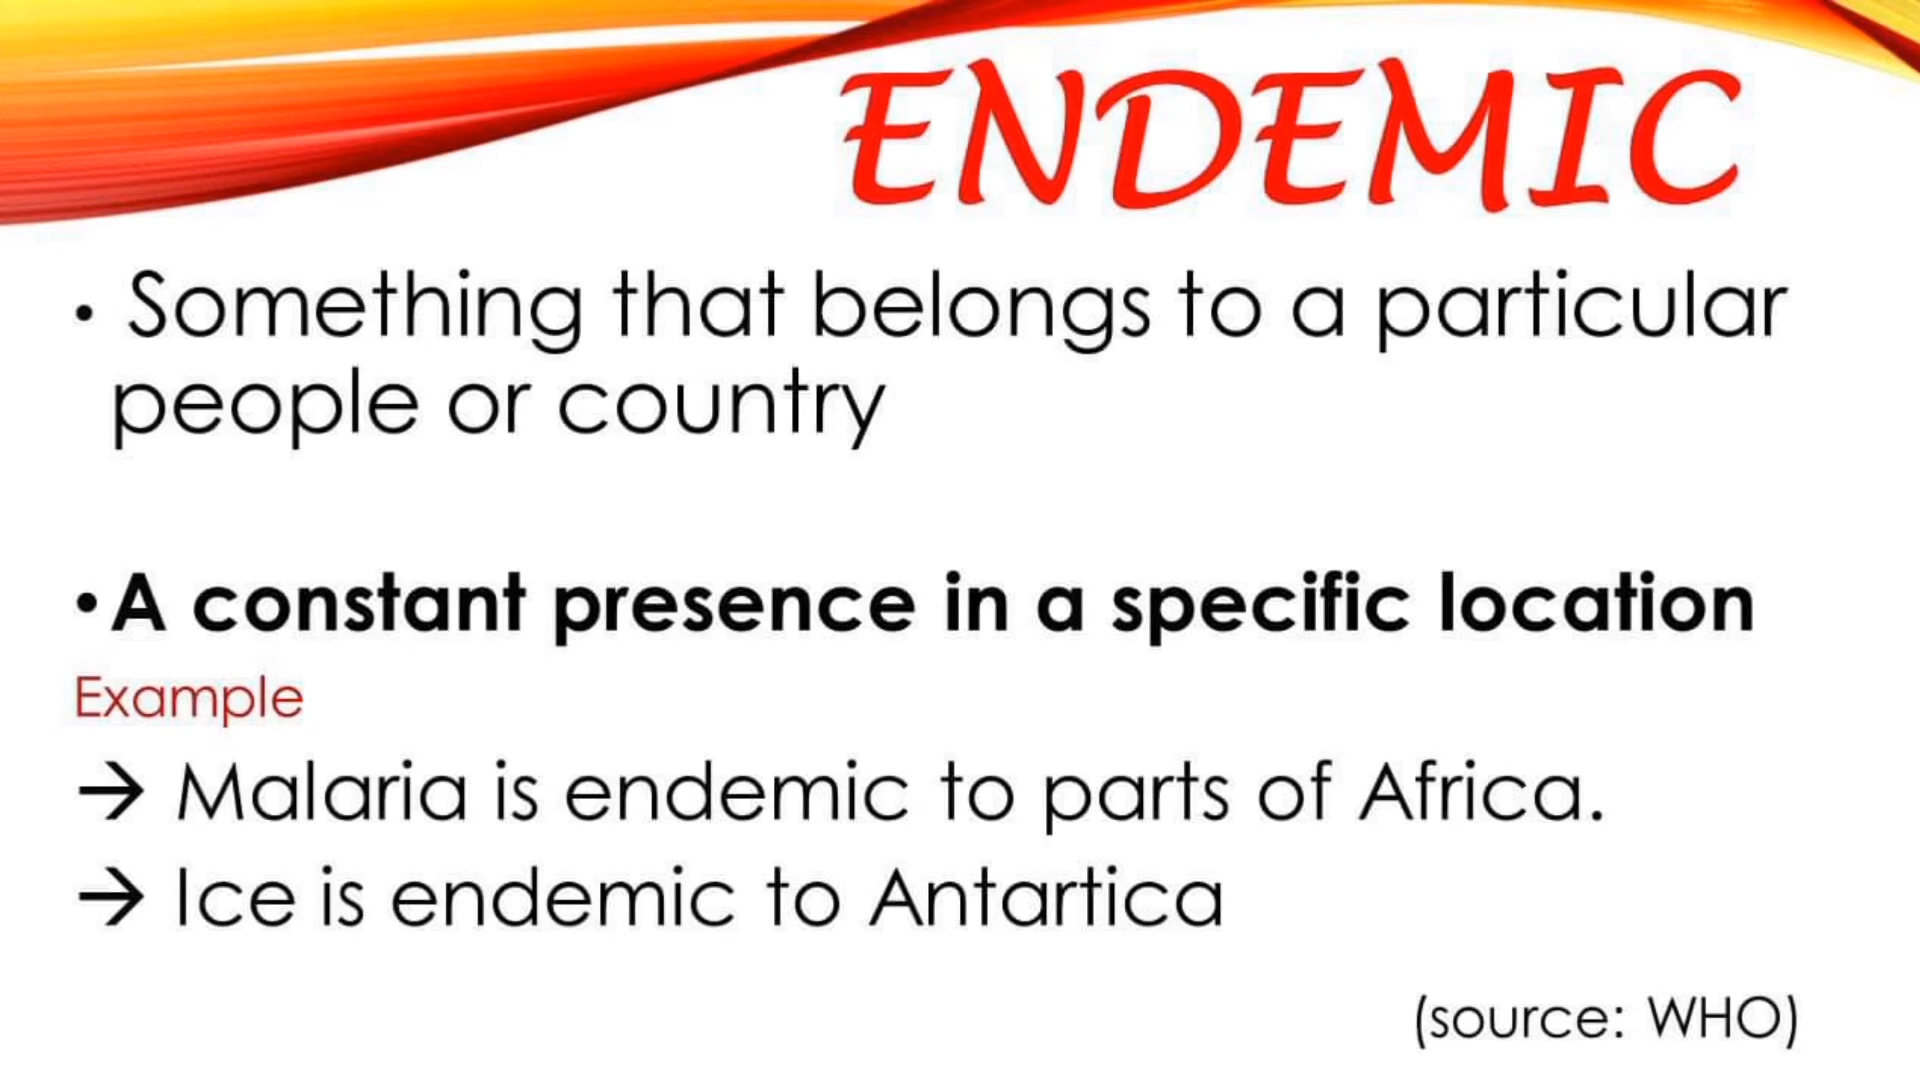 ENDEMIC
• Something that belongs to a particular
people or country
• A constant presence in a specific location
Example
→ Malaria is endemic to parts of Africa.
→ Ice is endemic to Antartica
(source: WHO)